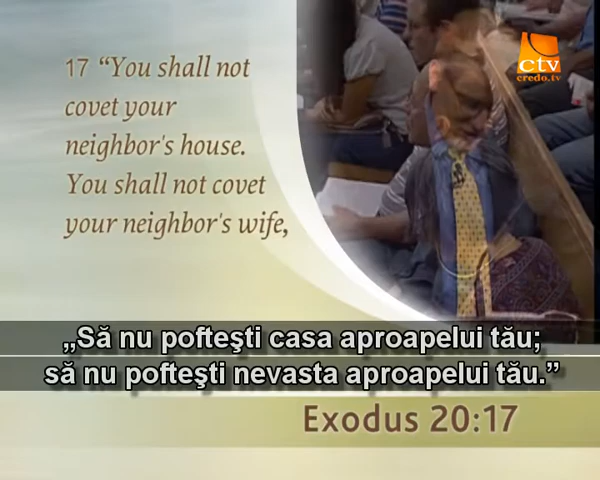 ctv
credo.tv
17 “You shall not
covet your
neighbor's house.
You shall not covet
your neighbor's wife,
„Să nu pofteşti casa aproapelui tău;
să nu pofteşti nevasta aproapelui tău.”
Exodus 20:17